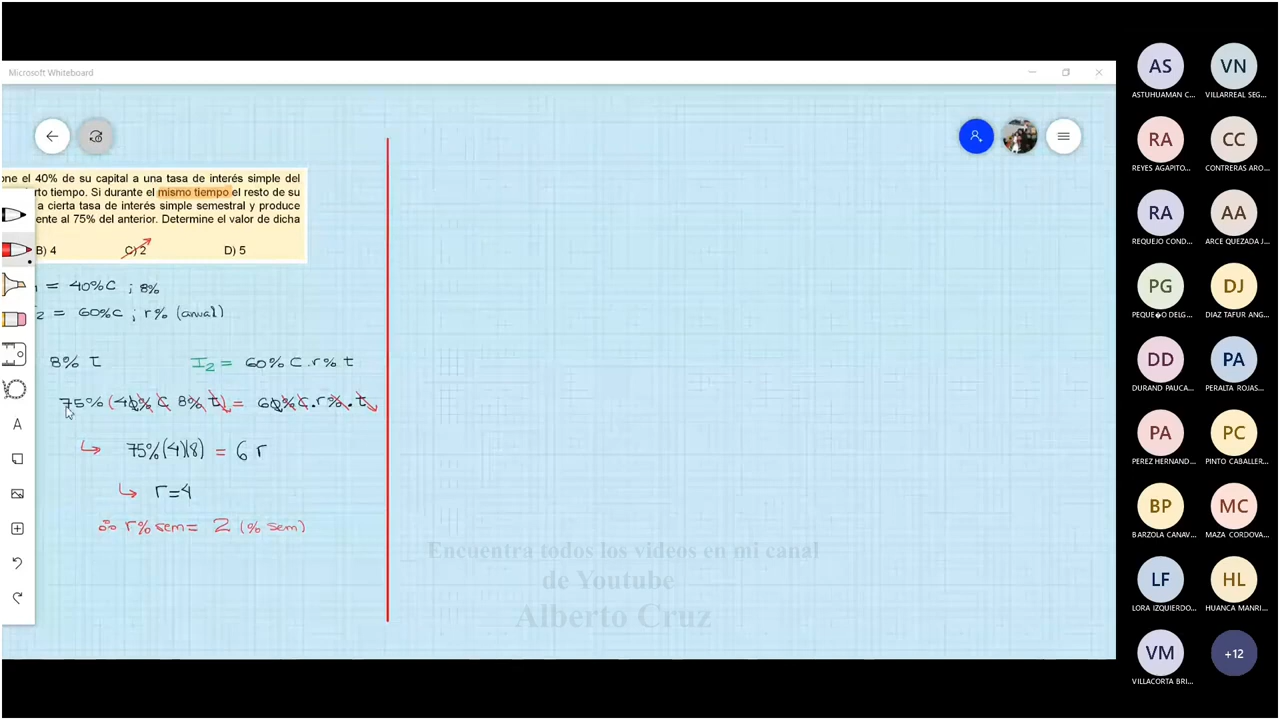 Microsoft Whiteboard
one el 40% de su capital a una tasa de interés simple del
rto tiempo. Si durante el mismo tiempo el resto de su
a cierta tasa de interés simple semestral y produce
ente al 75% del anterior. Determine el valor de dicha
B) 4 C) 2 D) 5
= 40%C ; 8%
2 = 60%C ; r% (anual)
8% t I2 = 60% C.r% t
75% (40% C 8% t) = 60% C.r%.t
↳ 75%(4)(8) = 6 r
↳ r=4
∴ r% sem = 2 (% sem)
A
Encuentra todos los videos en mi canal
de Youtube
Alberto Cruz
AS VN
ASTUHUAMAN C... VILLARREAL SEG...
RA CC
REYES AGAPITO... CONTRERAS ARO...
RA AA
REQUEJO COND... ARCE QUEZADA J...
PG DJ
PEQUE�O DELG... DIAZ TAFUR ANG...
DD PA
DURAND PAUCA... PERALTA ROJAS...
PA PC
PEREZ HERNAND... PINTO CABALLER...
BP MC
BARZOLA CANAV... MAZA CORDOVA...
LF HL
LORA IZQUIERDO... HUANCA MANRI...
VM +12
VILLACORTA BRI...